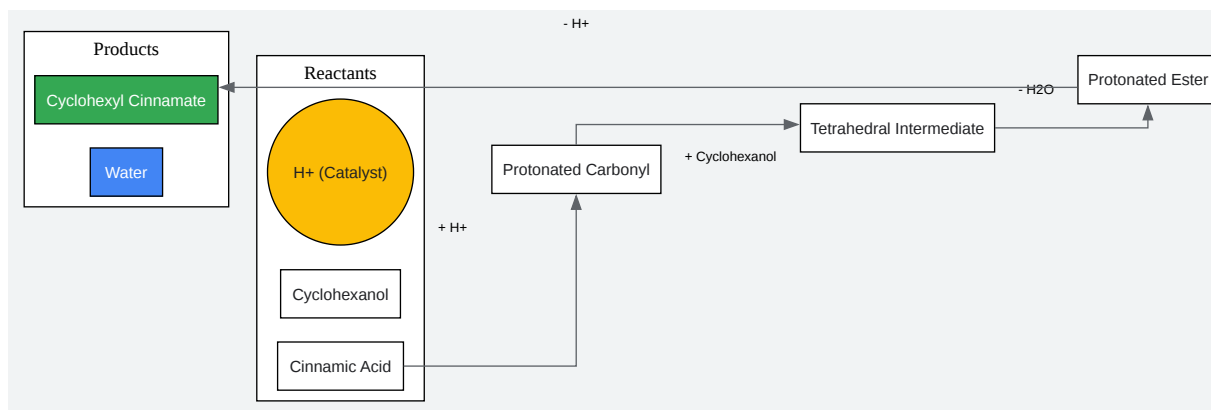 - H+
Products
Cyclohexyl Cinnamate
Water
Reactants
H+ (Catalyst)
Cyclohexanol
Cinnamic Acid
+ H+
Protonated Carbonyl
+ Cyclohexanol
Tetrahedral Intermediate
- H2O
Protonated Ester